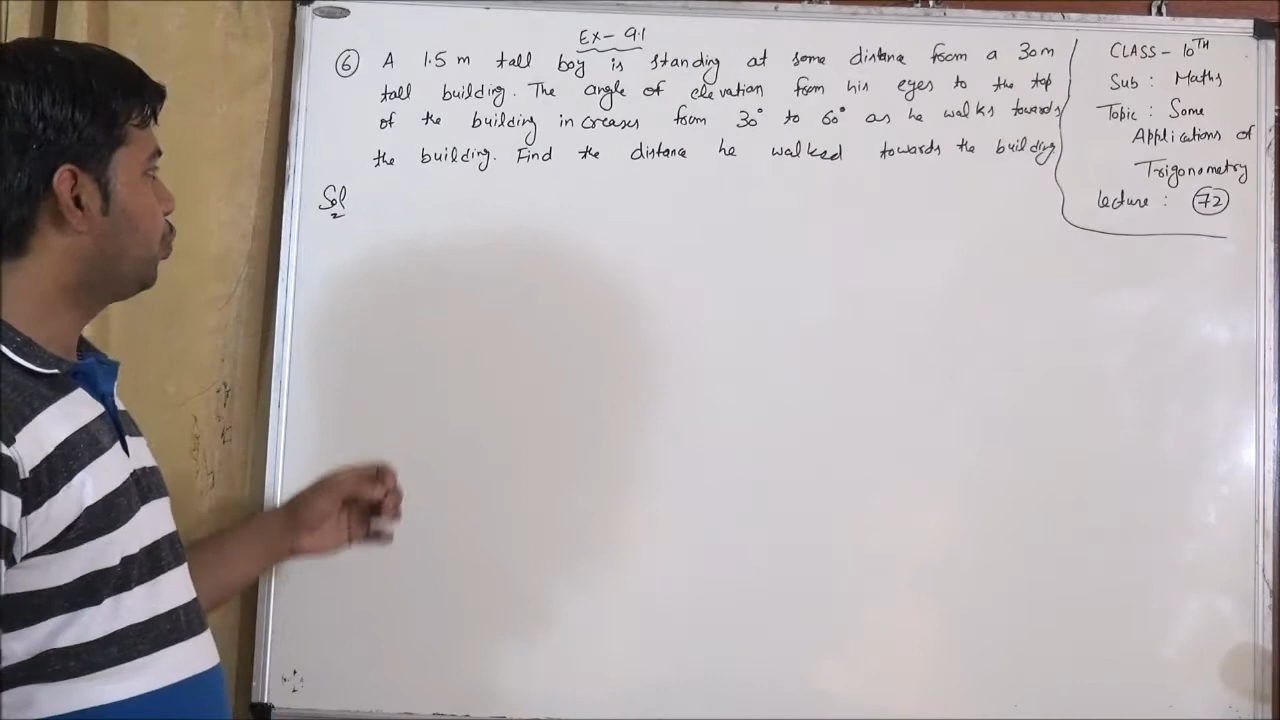 Ex - 9.1
⑥ A 1.5 m tall boy is standing at some distance from a 30 m
tall building. The angle of elevation from his eyes to the top
of the building increases from 30° to 60° as he walks towards
the building. Find the distance he walked towards the building
Sol
CLASS - 10TH
Sub : Maths
Topic : Some
Applications of
Trigonometry
Lecture : 72